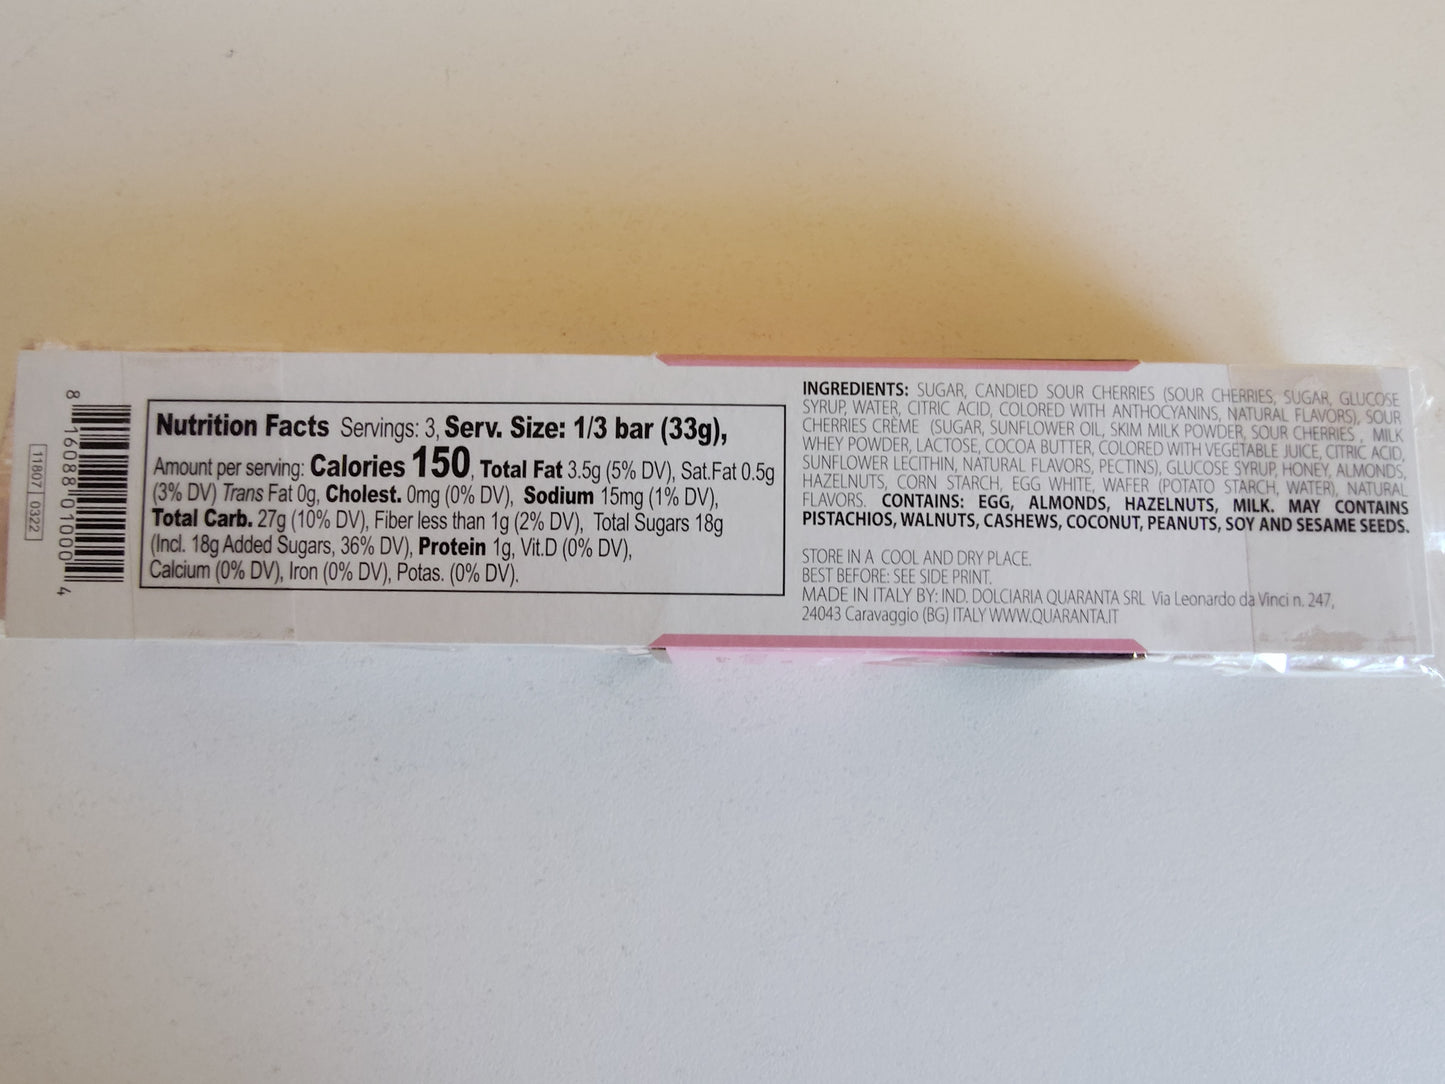 8 16088 01000 4
11807 0322
Nutrition Facts Servings: 3, Serv. Size: 1/3 bar (33g),
Amount per serving: Calories 150, Total Fat 3.5g (5% DV), Sat.Fat 0.5g
(3% DV) Trans Fat 0g, Cholest. 0mg (0% DV), Sodium 15mg (1% DV),
Total Carb. 27g (10% DV), Fiber less than 1g (2% DV), Total Sugars 18g
(Incl. 18g Added Sugars, 36% DV), Protein 1g, Vit.D (0% DV),
Calcium (0% DV), Iron (0% DV), Potas. (0% DV).
INGREDIENTS: SUGAR, CANDIED SOUR CHERRIES (SOUR CHERRIES, SUGAR, GLUCOSE
SYRUP, WATER, CITRIC ACID, COLORED WITH ANTHOCYANINS, NATURAL FLAVORS), SOUR
CHERRIES CRÈME (SUGAR, SUNFLOWER OIL, SKIM MILK POWDER, SOUR CHERRIES , MILK
WHEY POWDER, LACTOSE, COCOA BUTTER, COLORED WITH VEGETABLE JUICE, CITRIC ACID,
SUNFLOWER LECITHIN, NATURAL FLAVORS, PECTINS), GLUCOSE SYRUP, HONEY, ALMONDS,
HAZELNUTS, CORN STARCH, EGG WHITE, WAFER (POTATO STARCH, WATER), NATURAL
FLAVORS. CONTAINS: EGG, ALMONDS, HAZELNUTS, MILK. MAY CONTAINS
PISTACHIOS, WALNUTS, CASHEWS, COCONUT, PEANUTS, SOY AND SESAME SEEDS.
STORE IN A COOL AND DRY PLACE.
BEST BEFORE: SEE SIDE PRINT.
MADE IN ITALY BY: IND. DOLCIARIA QUARANTA SRL Via Leonardo da Vinci n. 247,
24043 Caravaggio (BG) ITALY WWW.QUARANTA.IT